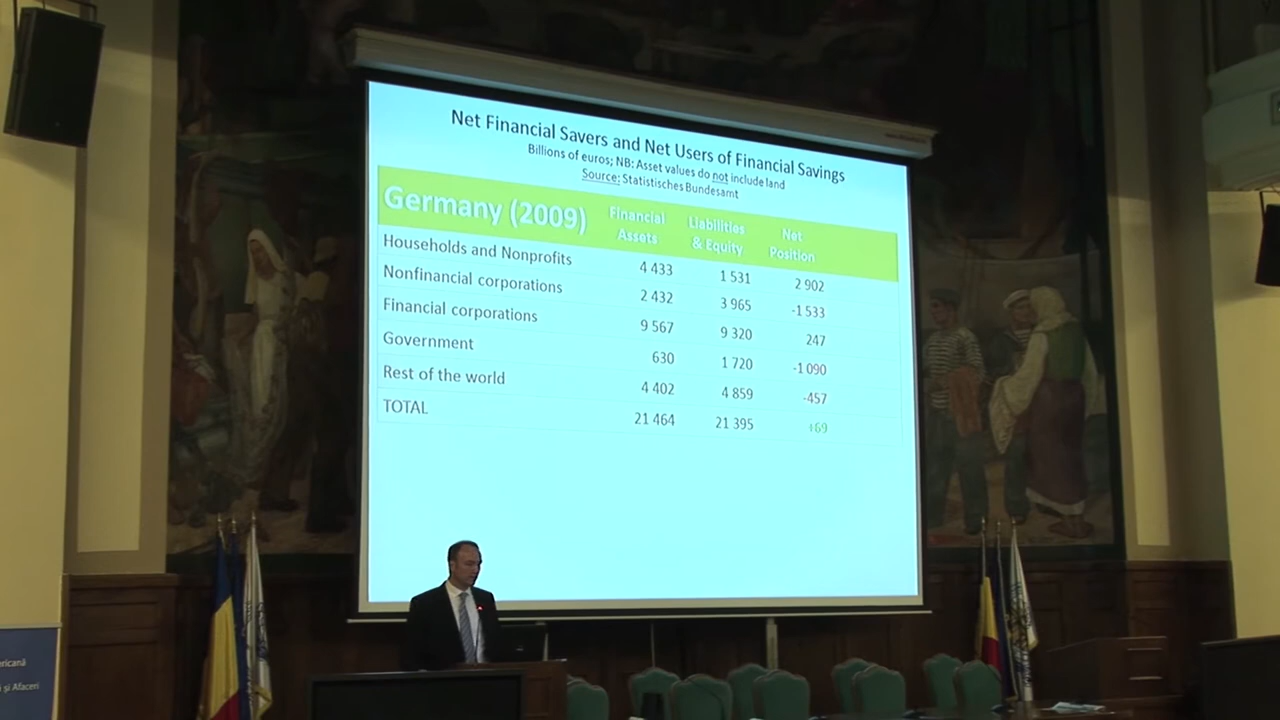 Net Financial Savers and Net Users of Financial Savings
Billions of euros; NB: Asset values do not include land
Source: Statistisches Bundesamt
Germany (2009) Financial Assets Liabilities & Equity Net Position
Households and Nonprofits 4 433 1 531 2 902
Nonfinancial corporations 2 432 3 965 -1 533
Financial corporations 9 567 9 320 247
Government 630 1 720 -1 090
Rest of the world 4 402 4 859 -457
TOTAL 21 464 21 395 +69
ericană
i și Afaceri